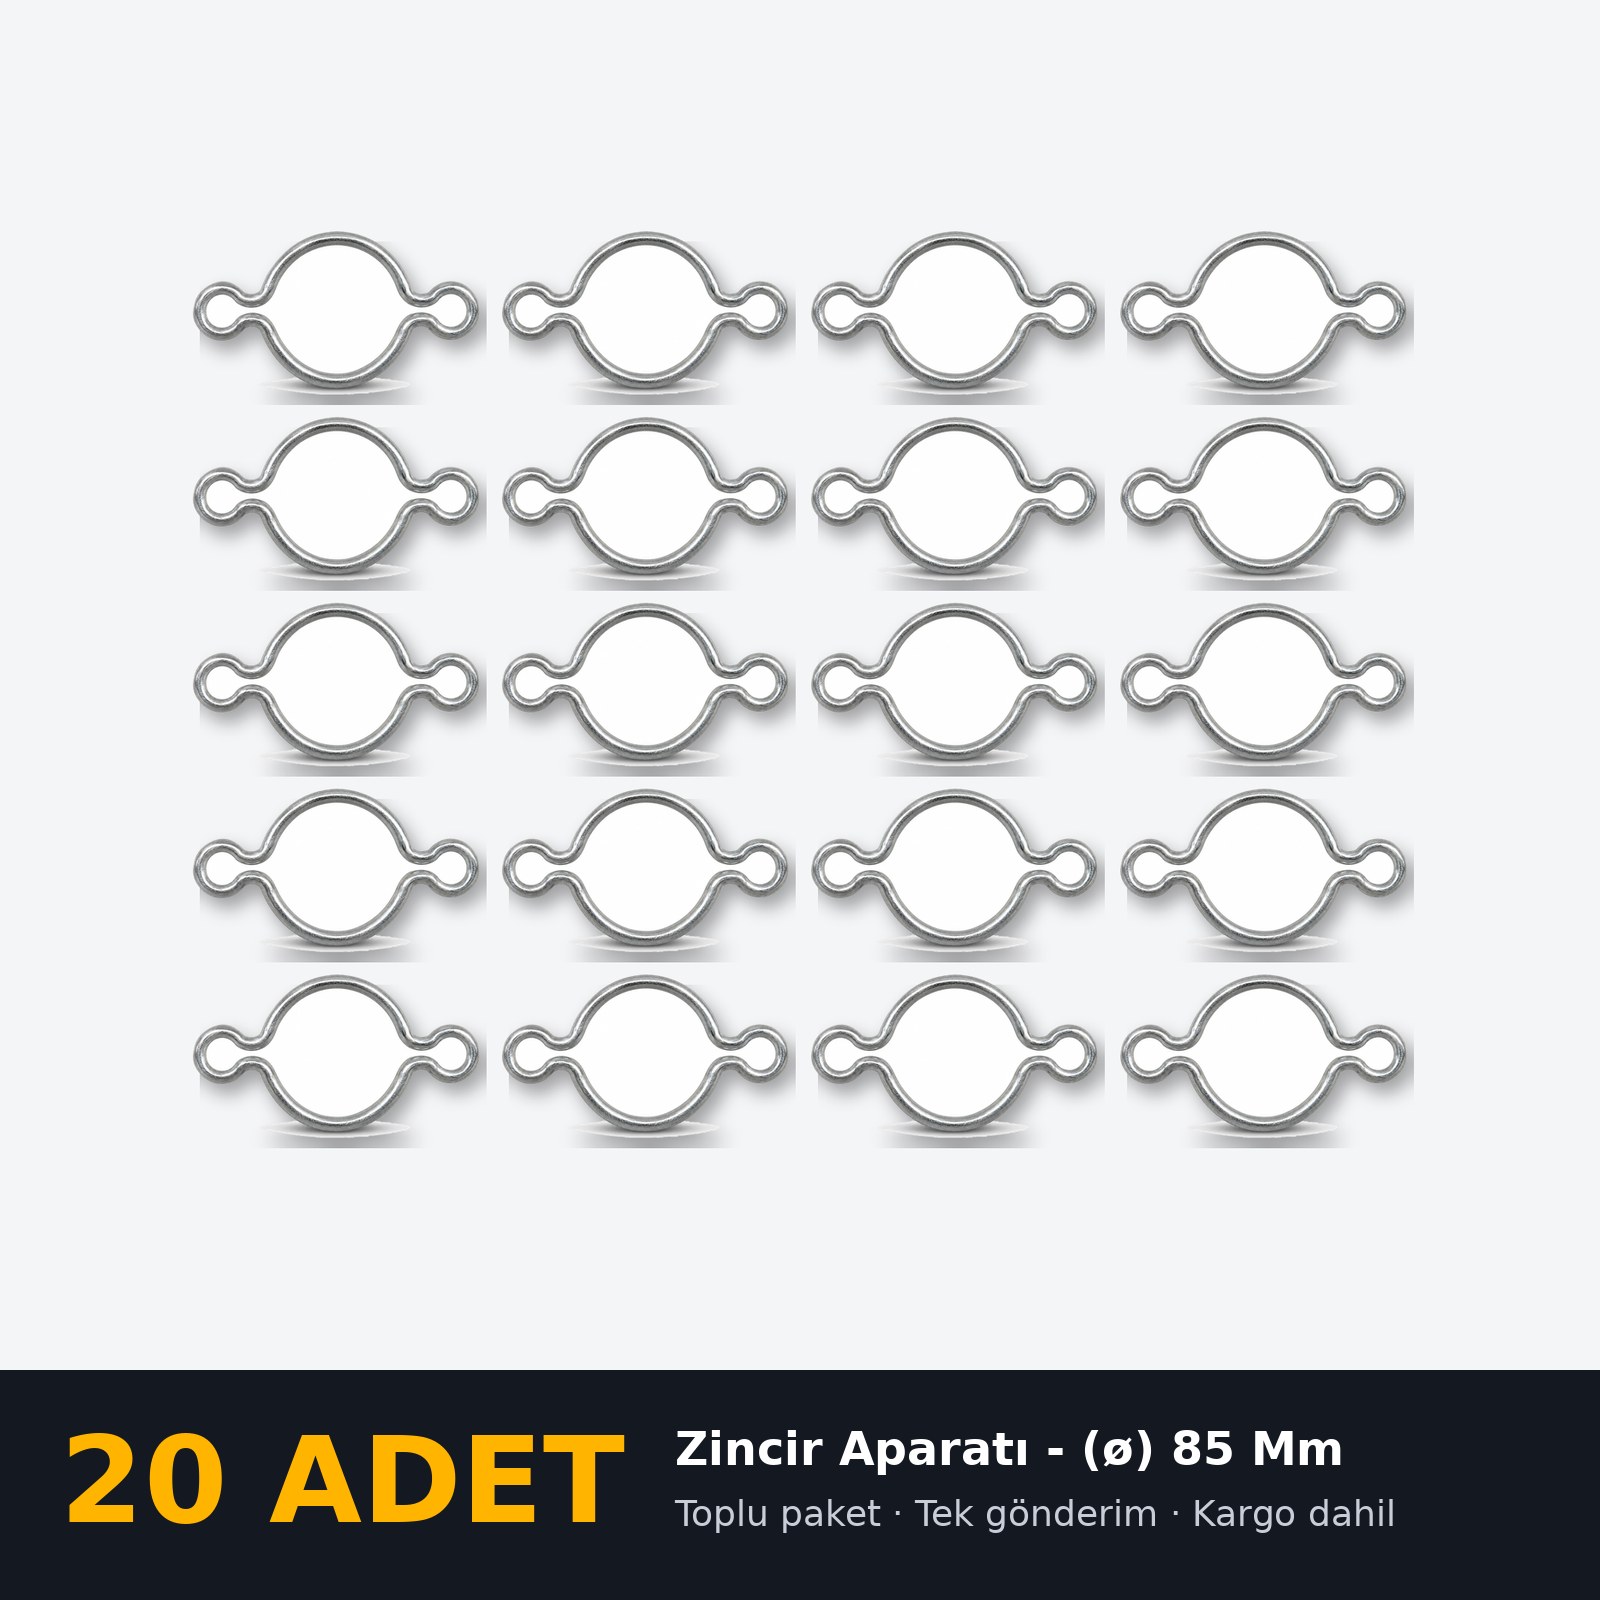 20 ADET
Zincir Aparatı - (ø) 85 Mm
Toplu paket · Tek gönderim · Kargo dahil